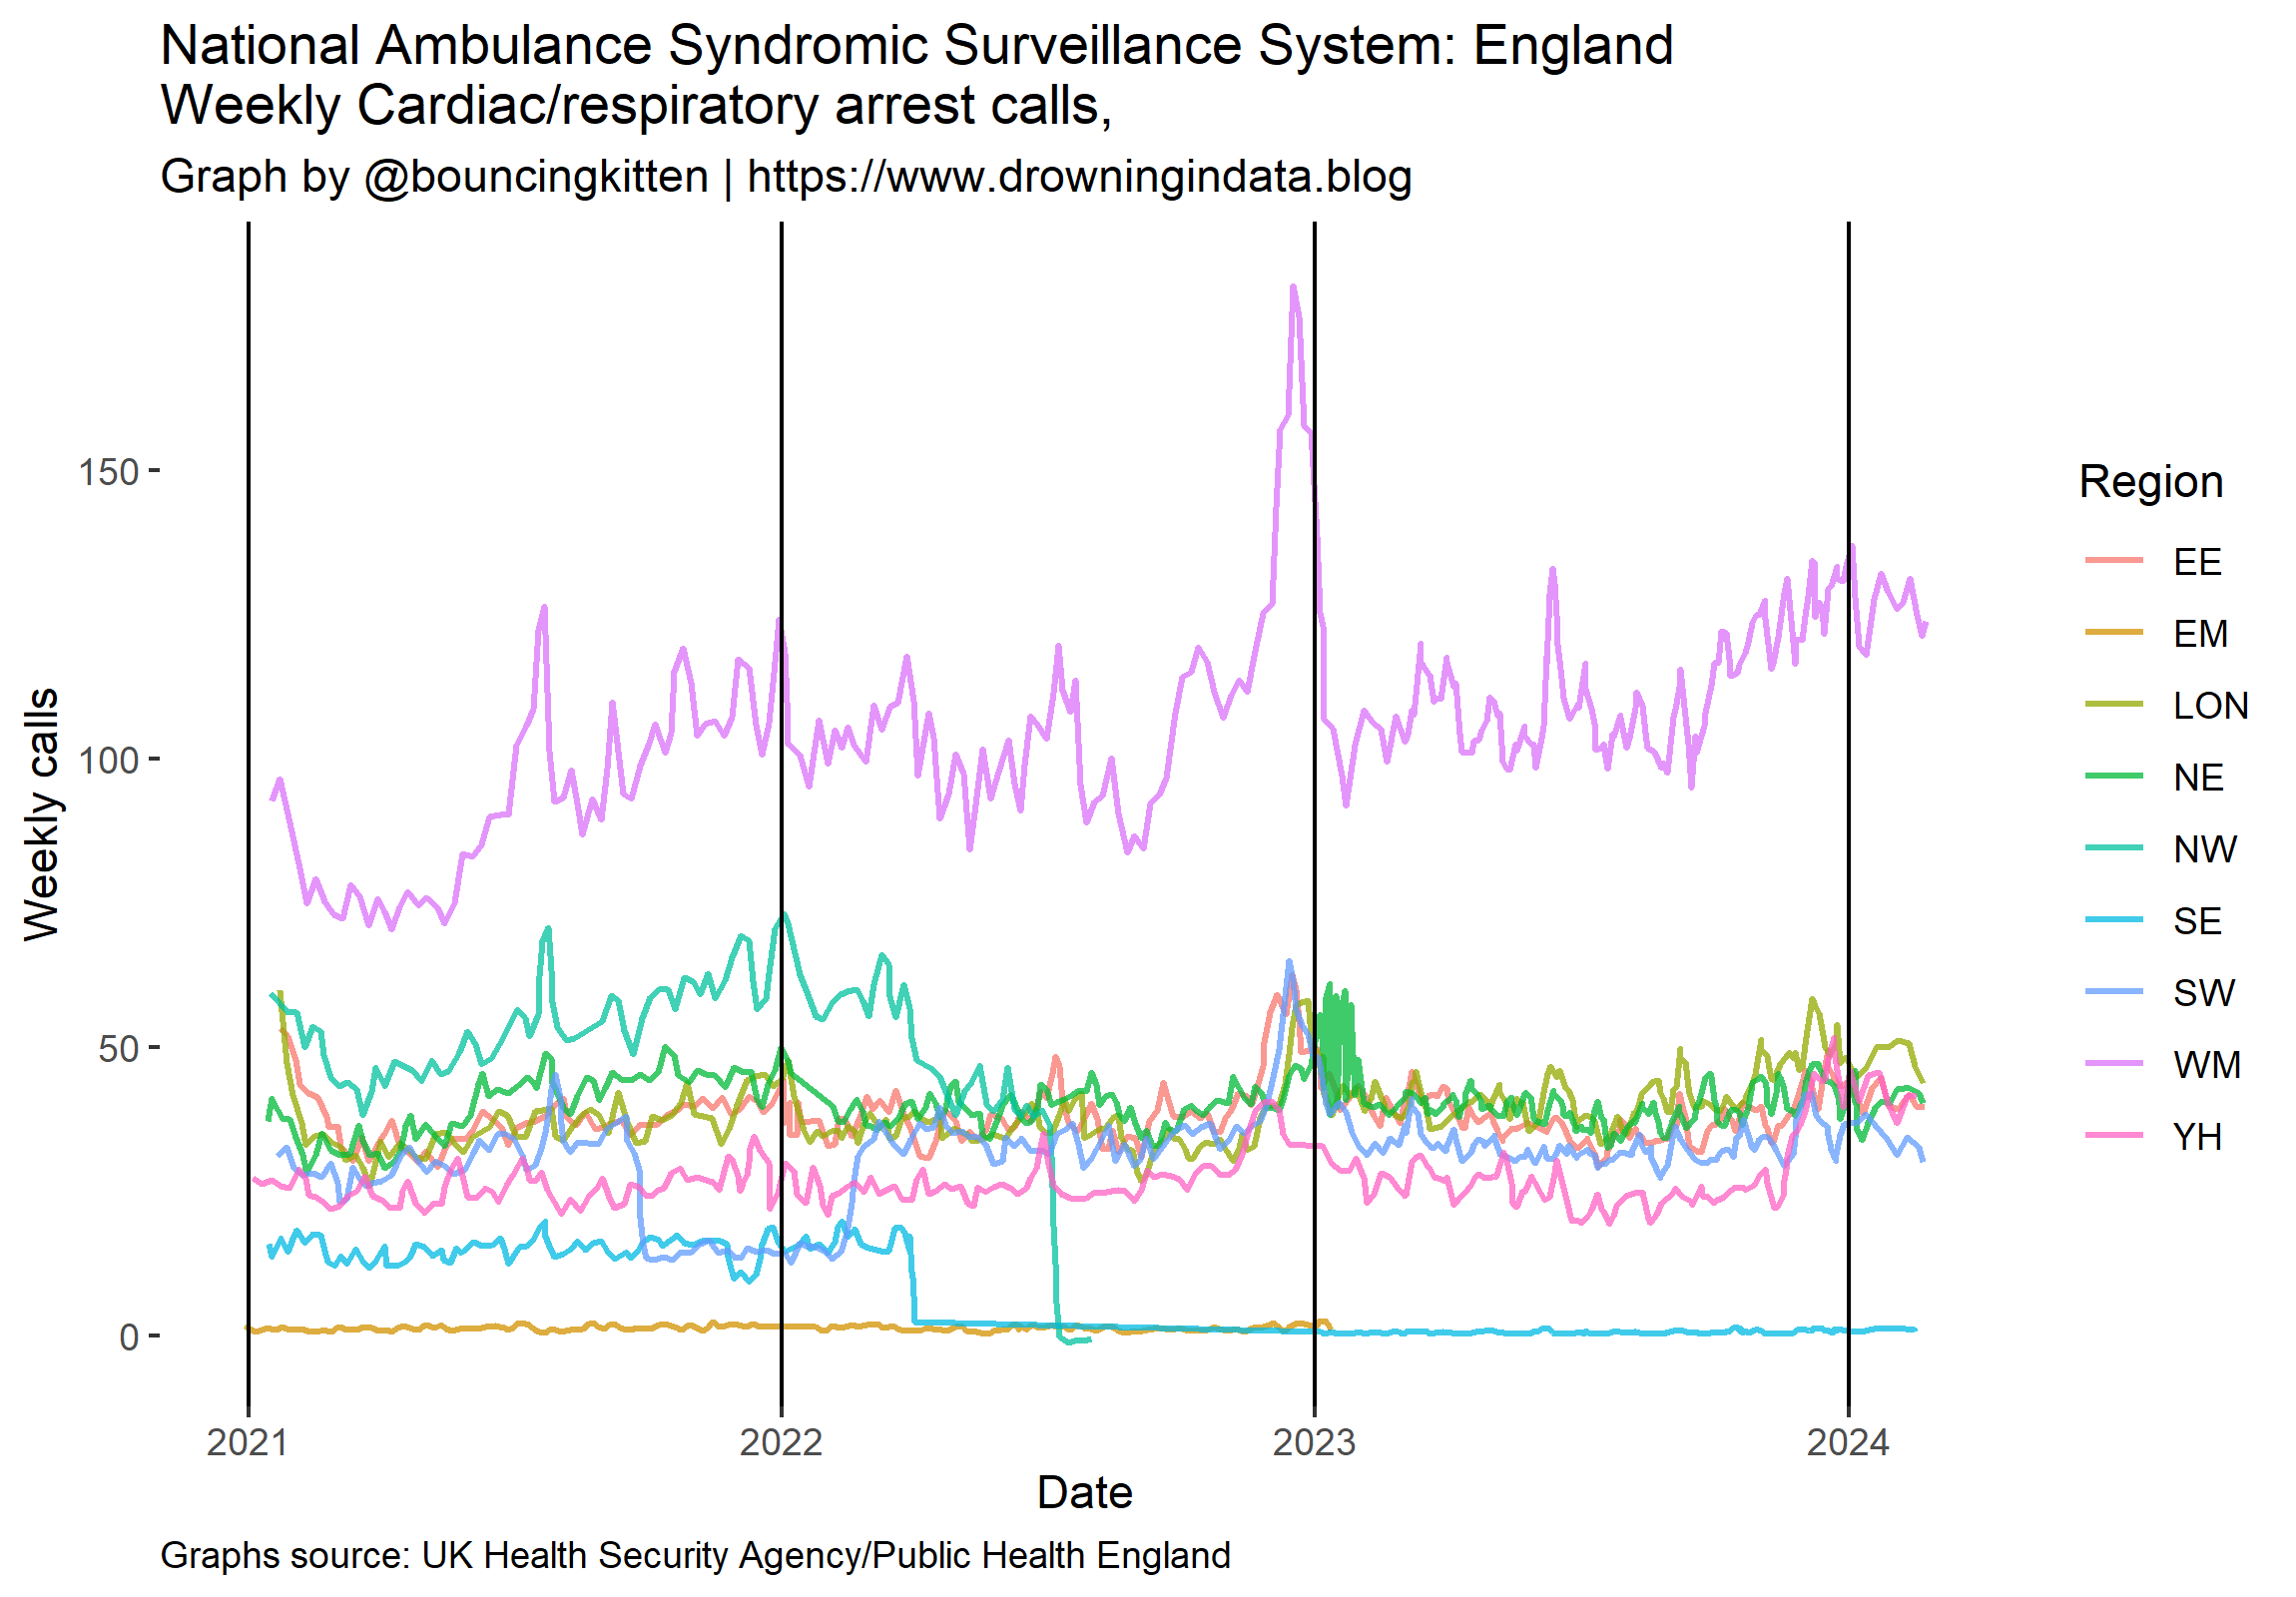 National Ambulance Syndromic Surveillance System: England
Weekly Cardiac/respiratory arrest calls,
Graph by @bouncingkitten | https://www.drowningindata.blog
Weekly calls
150
100
50
0
2021 2022 2023 2024
Date
Region
EE
EM
LON
NE
NW
SE
SW
WM
YH
Graphs source: UK Health Security Agency/Public Health England